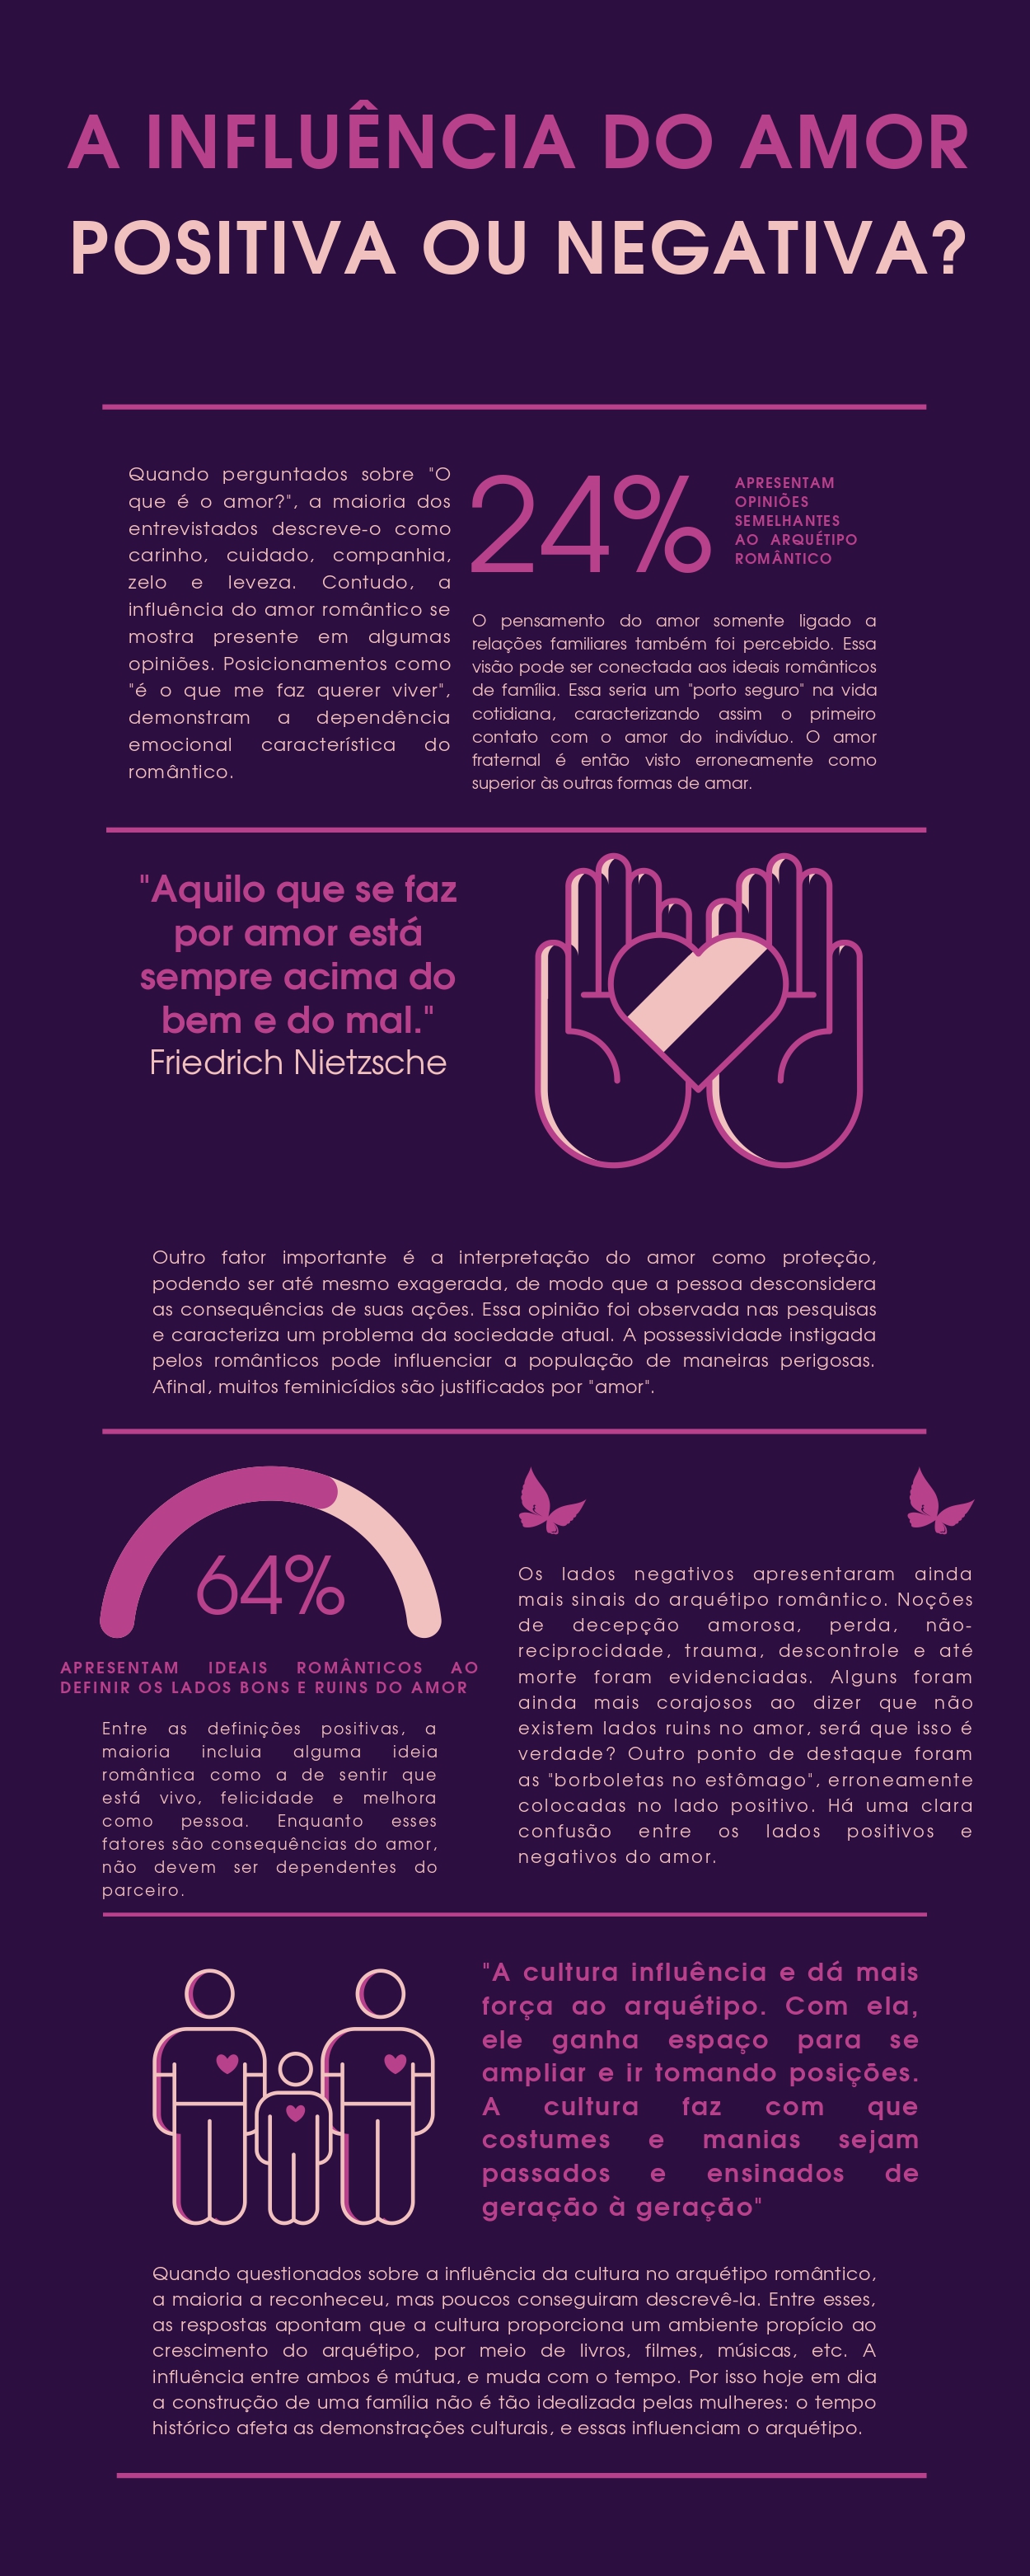 A INFLUÊNCIA DO AMOR
POSITIVA OU NEGATIVA?
Quando perguntados sobre "O
que é o amor?", a maioria dos
entrevistados descreve-o como
carinho, cuidado, companhia,
zelo e leveza. Contudo, a
influência do amor romântico se
mostra presente em algumas
opiniões. Posicionamentos como
"é o que me faz querer viver",
demonstram a dependência
emocional característica do
romântico.
24%
APRESENTAM
OPINIÕES
SEMELHANTES
AO ARQUÉTIPO
ROMÂNTICO
O pensamento do amor somente ligado a
relações familiares também foi percebido. Essa
visão pode ser conectada aos ideais românticos
de família. Essa seria um "porto seguro" na vida
cotidiana, caracterizando assim o primeiro
contato com o amor do indivíduo. O amor
fraternal é então visto erroneamente como
superior às outras formas de amar.
"Aquilo que se faz
por amor está
sempre acima do
bem e do mal."
Friedrich Nietzsche
Outro fator importante é a interpretação do amor como proteção,
podendo ser até mesmo exagerada, de modo que a pessoa desconsidera
as consequências de suas ações. Essa opinião foi observada nas pesquisas
e caracteriza um problema da sociedade atual. A possessividade instigada
pelos românticos pode influenciar a população de maneiras perigosas.
Afinal, muitos feminicídios são justificados por "amor".
64%
APRESENTAM IDEAIS ROMÂNTICOS AO
DEFINIR OS LADOS BONS E RUINS DO AMOR
Entre as definições positivas, a
maioria incluia alguma ideia
romântica como a de sentir que
está vivo, felicidade e melhora
como pessoa. Enquanto esses
fatores são consequências do amor,
não devem ser dependentes do
parceiro.
Os lados negativos apresentaram ainda
mais sinais do arquétipo romântico. Noções
de decepção amorosa, perda, não-
reciprocidade, trauma, descontrole e até
morte foram evidenciadas. Alguns foram
ainda mais corajosos ao dizer que não
existem lados ruins no amor, será que isso é
verdade? Outro ponto de destaque foram
as "borboletas no estômago", erroneamente
colocadas no lado positivo. Há uma clara
confusão entre os lados positivos e
negativos do amor.
"A cultura influência e dá mais
força ao arquétipo. Com ela,
ele ganha espaço para se
ampliar e ir tomando posições.
A cultura faz com que
costumes e manias sejam
passados e ensinados de
geração à geração"
Quando questionados sobre a influência da cultura no arquétipo romântico,
a maioria a reconheceu, mas poucos conseguiram descrevê-la. Entre esses,
as respostas apontam que a cultura proporciona um ambiente propício ao
crescimento do arquétipo, por meio de livros, filmes, músicas, etc. A
influência entre ambos é mútua, e muda com o tempo. Por isso hoje em dia
a construção de uma família não é tão idealizada pelas mulheres: o tempo
histórico afeta as demonstrações culturais, e essas influenciam o arquétipo.